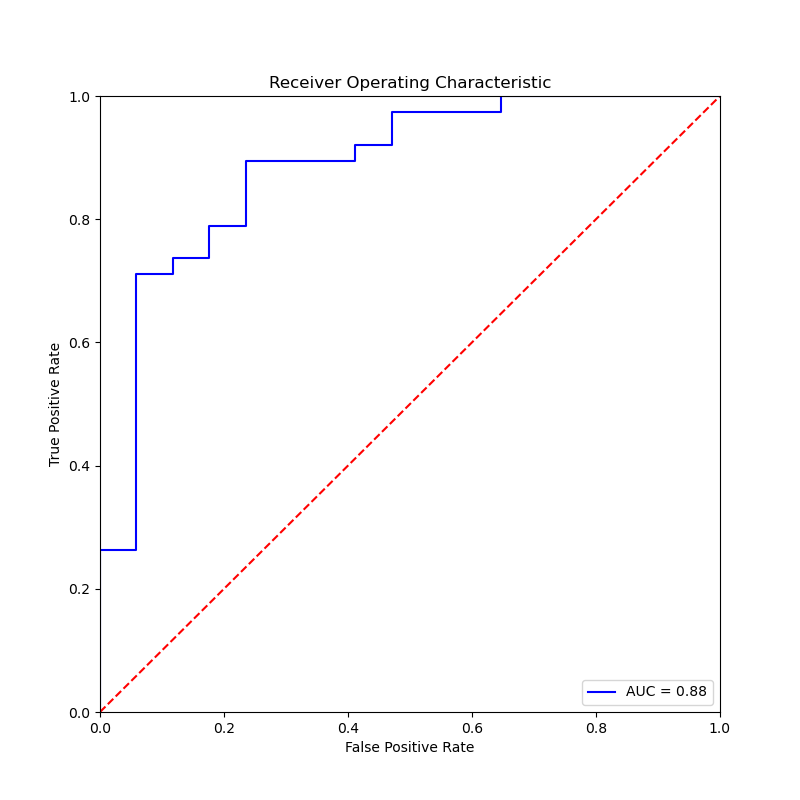 Receiver Operating Characteristic
1.0
0.8
0.6
0.4
0.2
0.0
True Positive Rate
AUC = 0.88
0.0 0.2 0.4 0.6 0.8 1.0
False Positive Rate